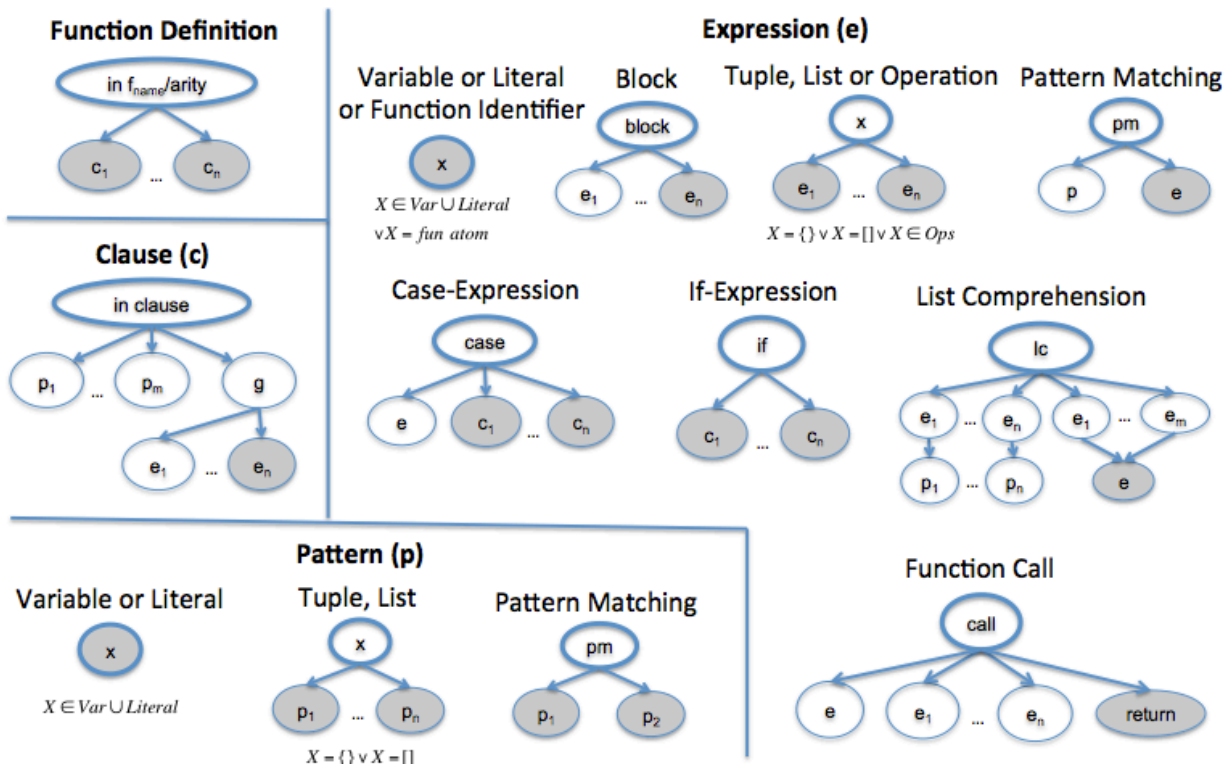 Function Definition
in fname/arity
c1 ... cn
Clause (c)
in clause
p1 ... pm g
e1 ... en
Expression (e)
Variable or Literal
or Function Identifier
x
X ∈ Var ∪ Literal
∨X = fun atom
Block
block
e1 ... en
Tuple, List or Operation
x
e1 ... en
X = {} ∨ X = [] ∨ X ∈ Ops
Pattern Matching
pm
p e
Case-Expression
case
e c1 ... cn
If-Expression
if
c1 ... cn
List Comprehension
lc
e1 ... en e1 ... em
p1 ... pn e
Function Call
call
e e1 ... en return
Pattern (p)
Variable or Literal
x
X ∈ Var ∪ Literal
Tuple, List
x
p1 ... pn
X = {} ∨ X = []
Pattern Matching
pm
p1 p2